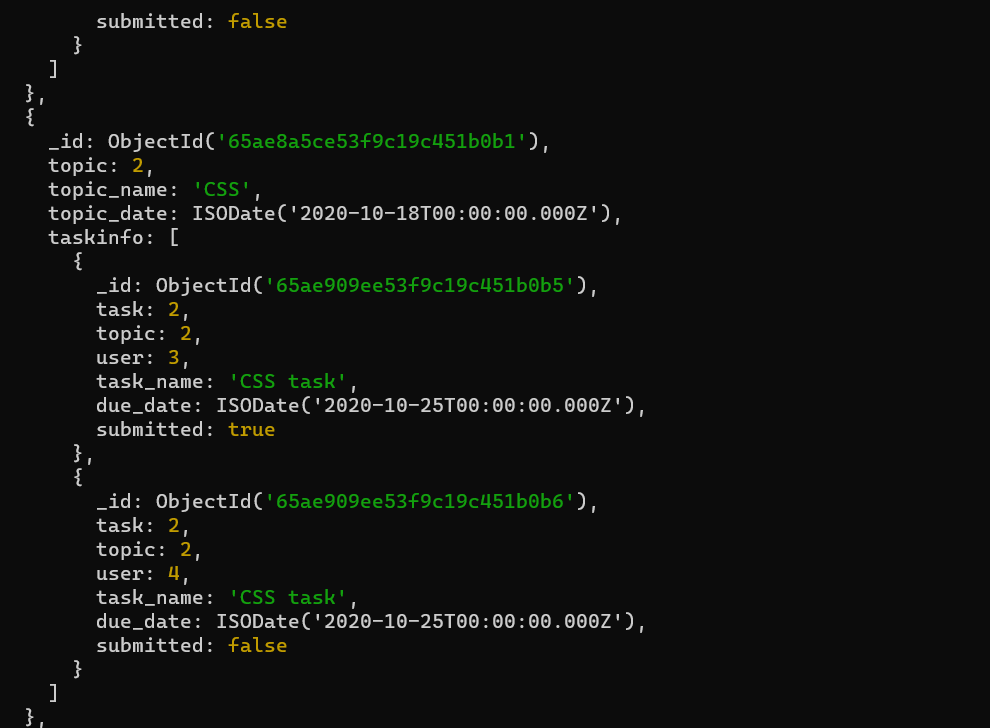 submitted: false
    }
  ]
},
{
  _id: ObjectId('65ae8a5ce53f9c19c451b0b1'),
  topic: 2,
  topic_name: 'CSS',
  topic_date: ISODate('2020-10-18T00:00:00.000Z'),
  taskinfo: [
    {
      _id: ObjectId('65ae909ee53f9c19c451b0b5'),
      task: 2,
      topic: 2,
      user: 3,
      task_name: 'CSS task',
      due_date: ISODate('2020-10-25T00:00:00.000Z'),
      submitted: true
    },
    {
      _id: ObjectId('65ae909ee53f9c19c451b0b6'),
      task: 2,
      topic: 2,
      user: 4,
      task_name: 'CSS task',
      due_date: ISODate('2020-10-25T00:00:00.000Z'),
      submitted: false
    }
  ]
},